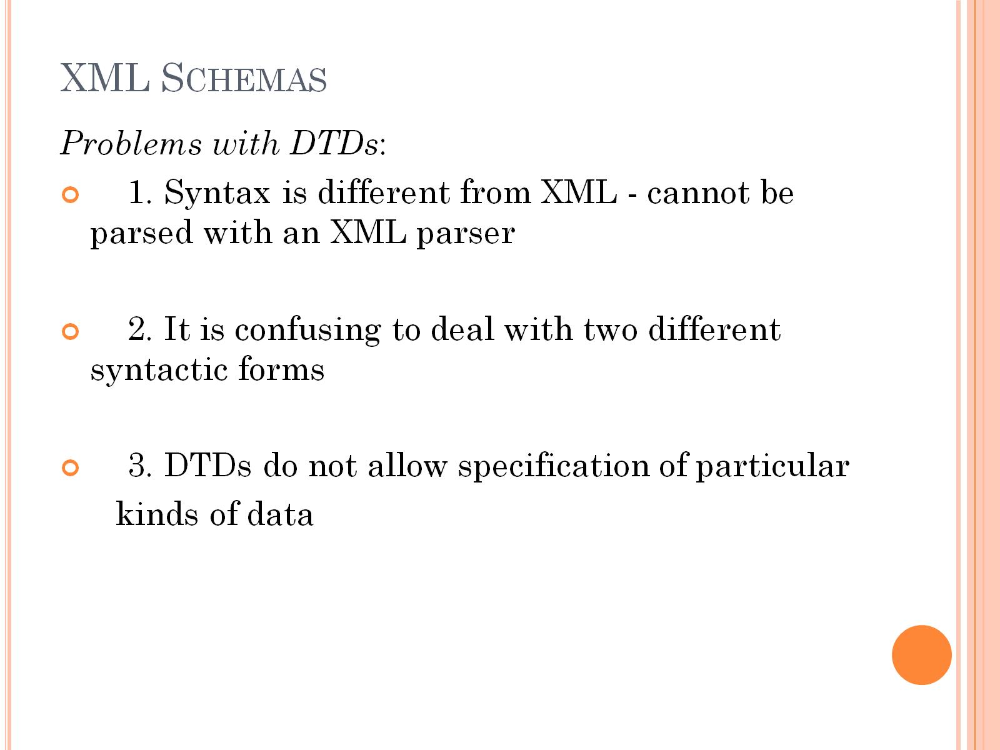 XML SCHEMAS
Problems with DTDs:
1. Syntax is different from XML - cannot be
parsed with an XML parser
2. It is confusing to deal with two different
syntactic forms
3. DTDs do not allow specification of particular
kinds of data